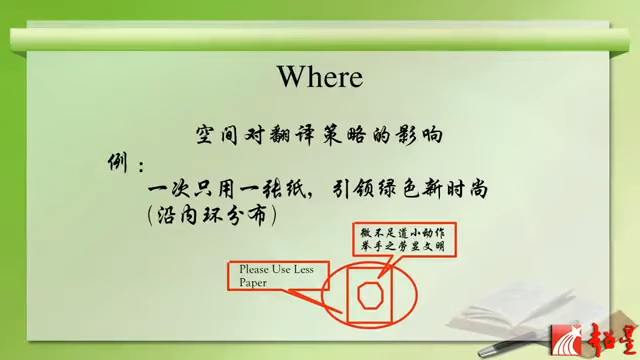 Where
空间对翻译策略的影响
例：
一次只用一张纸，引领绿色新时尚
（沿内环分布）
微不足道小动作
举手之劳显文明
Please Use Less
Paper